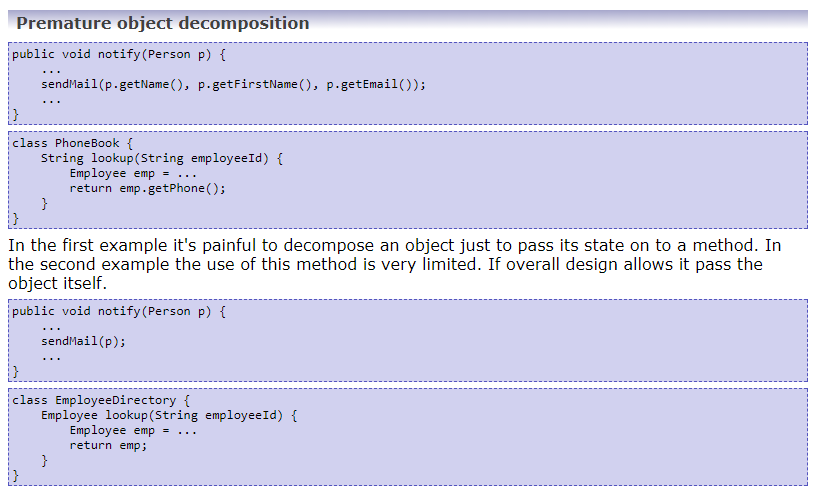 Premature object decomposition
public void notify(Person p) {
    ...
    sendMail(p.getName(), p.getFirstName(), p.getEmail());
    ...
}
class PhoneBook {
    String lookup(String employeeId) {
        Employee emp = ...
        return emp.getPhone();
    }
}
In the first example it's painful to decompose an object just to pass its state on to a method. In
the second example the use of this method is very limited. If overall design allows it pass the
object itself.
public void notify(Person p) {
    ...
    sendMail(p);
    ...
}
class EmployeeDirectory {
    Employee lookup(String employeeId) {
        Employee emp = ...
        return emp;
    }
}